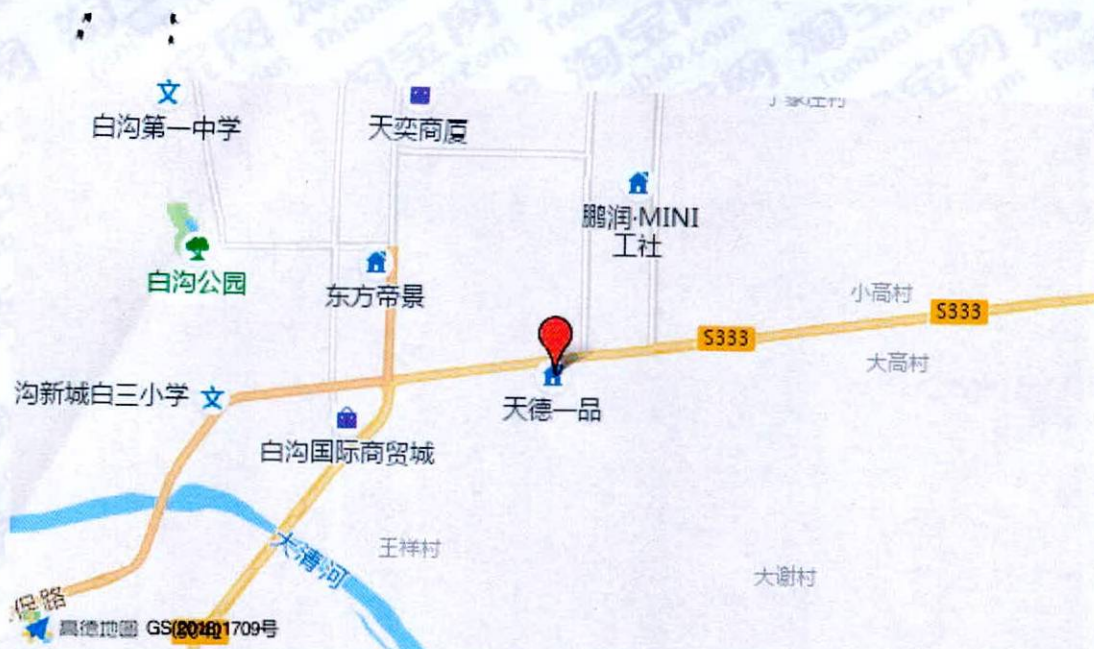 白沟第一中学
天奕商厦
鹏润·MINI
工社
白沟公园
东方帝景
小高村
S333
S333
大高村
沟新城白三小学
天德一品
白沟国际商贸城
王祥村
大清河
大谢村
保路
高德地图
1709号